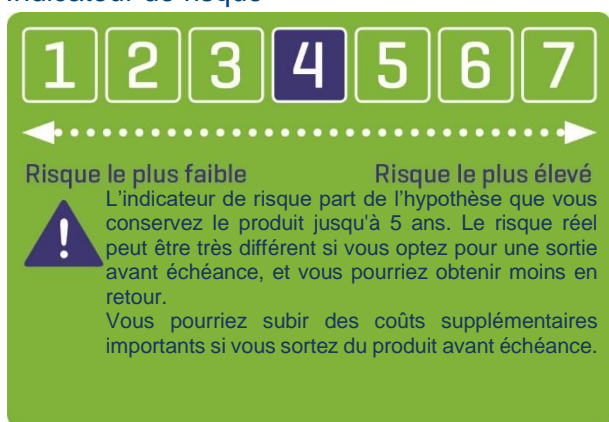 Indicateur de risque
1 2 3 4 5 6 7
Risque le plus faible Risque le plus élevé
L'indicateur de risque part de l'hypothèse que vous
conservez le produit jusqu'à 5 ans. Le risque réel
peut être très différent si vous optez pour une sortie
avant échéance, et vous pourriez obtenir moins en
retour.
Vous pourriez subir des coûts supplémentaires
importants si vous sortez du produit avant échéance.